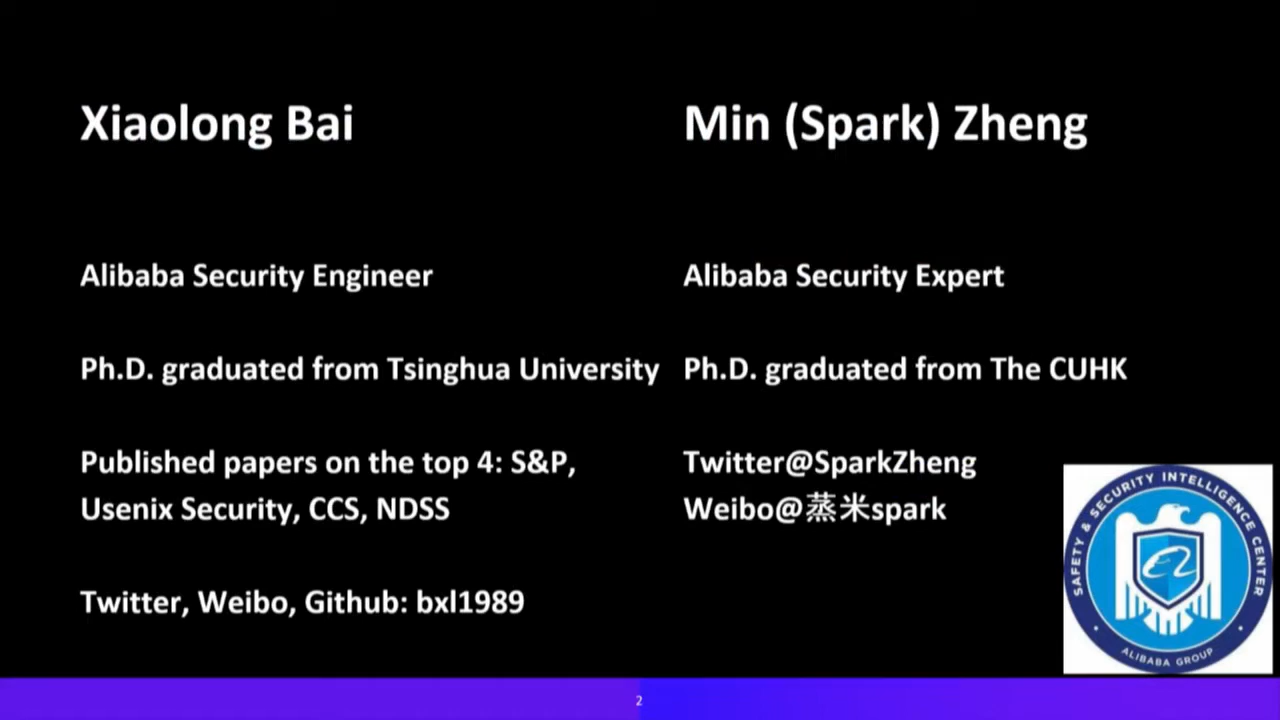 Xiaolong Bai
Alibaba Security Engineer
Ph.D. graduated from Tsinghua University
Published papers on the top 4: S&P,
Usenix Security, CCS, NDSS
Twitter, Weibo, Github: bxl1989
Min (Spark) Zheng
Alibaba Security Expert
Ph.D. graduated from The CUHK
Twitter@SparkZheng
Weibo@蒸米spark
SAFETY & SECURITY INTELLIGENCE CENTER
ALIBABA GROUP
2